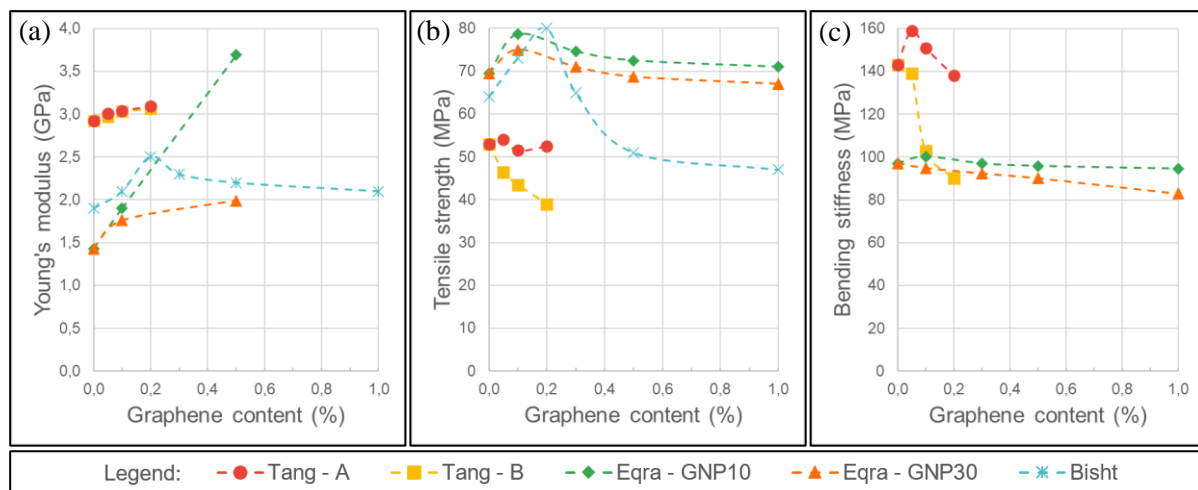 (a)
Young's modulus (GPa)
4,0
3,5
3,0
2,5
2,0
1,5
1,0
0,5
0,0
0,0 0,2 0,4 0,6 0,8 1,0
Graphene content (%)
(b)
Tensile strength (MPa)
80
70
60
50
40
30
20
10
0
0,0 0,2 0,4 0,6 0,8 1,0
Graphene content (%)
(c)
Bending stiffness (MPa)
160
140
120
100
80
60
40
20
0
0,0 0,2 0,4 0,6 0,8 1,0
Graphene content (%)
Legend: Tang - A Tang - B Eqra - GNP10 Eqra - GNP30 Bisht